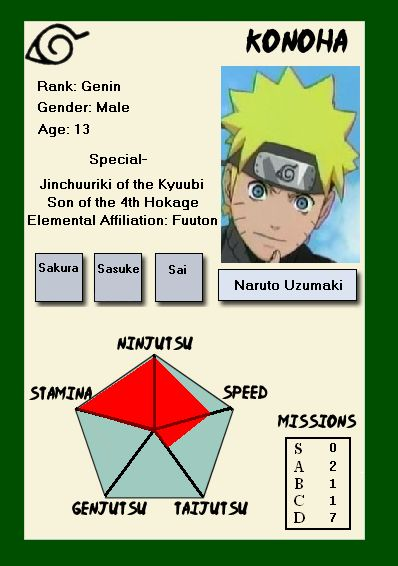 KONOHA
Rank: Genin
Gender: Male
Age: 13
Special-
Jinchuuriki of the Kyuubi
Son of the 4th Hokage
Elemental Affiliation: Fuuton
Sakura
Sasuke
Sai
Naruto Uzumaki
NINJUTSU
STAMINA
SPEED
GENJUTSU
TAIJUTSU
MISSIONS
S 0
A 2
B 1
C 1
D 7